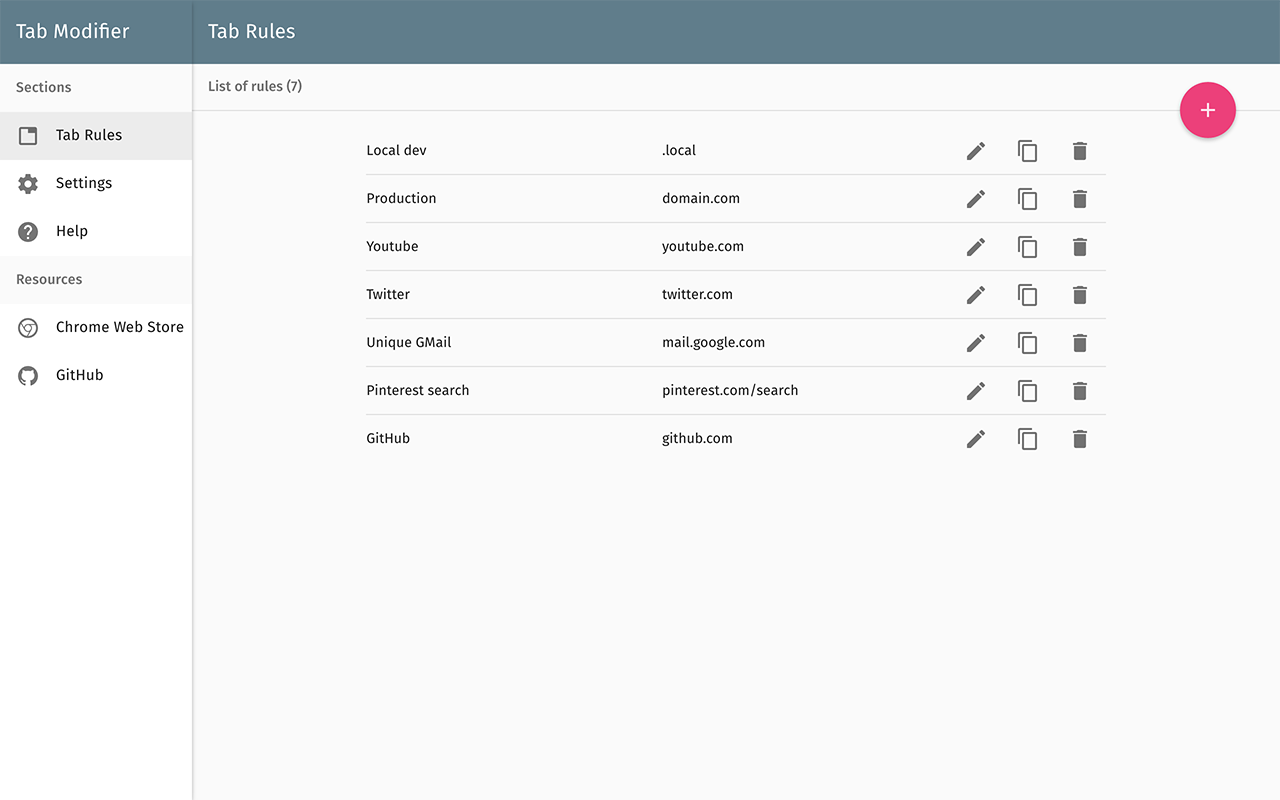 Tab Modifier
Tab Rules
Sections
Tab Rules
Settings
Help
Resources
Chrome Web Store
GitHub
List of rules (7)
+
Local dev .local
Production domain.com
Youtube youtube.com
Twitter twitter.com
Unique GMail mail.google.com
Pinterest search pinterest.com/search
GitHub github.com